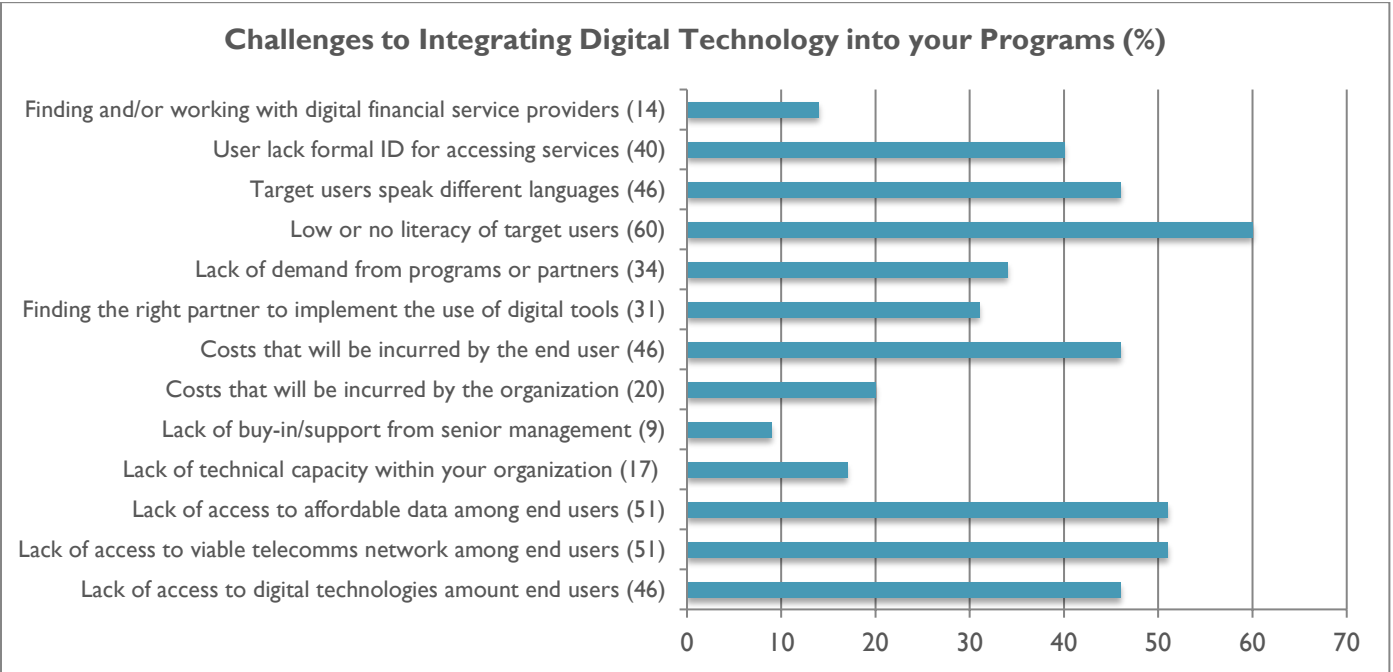 Challenges to Integrating Digital Technology into your Programs (%)
Finding and/or working with digital financial service providers (14)
User lack formal ID for accessing services (40)
Target users speak different languages (46)
Low or no literacy of target users (60)
Lack of demand from programs or partners (34)
Finding the right partner to implement the use of digital tools (31)
Costs that will be incurred by the end user (46)
Costs that will be incurred by the organization (20)
Lack of buy-in/support from senior management (9)
Lack of technical capacity within your organization (17)
Lack of access to affordable data among end users (51)
Lack of access to viable telecomms network among end users (51)
Lack of access to digital technologies amount end users (46)
0 10 20 30 40 50 60 70